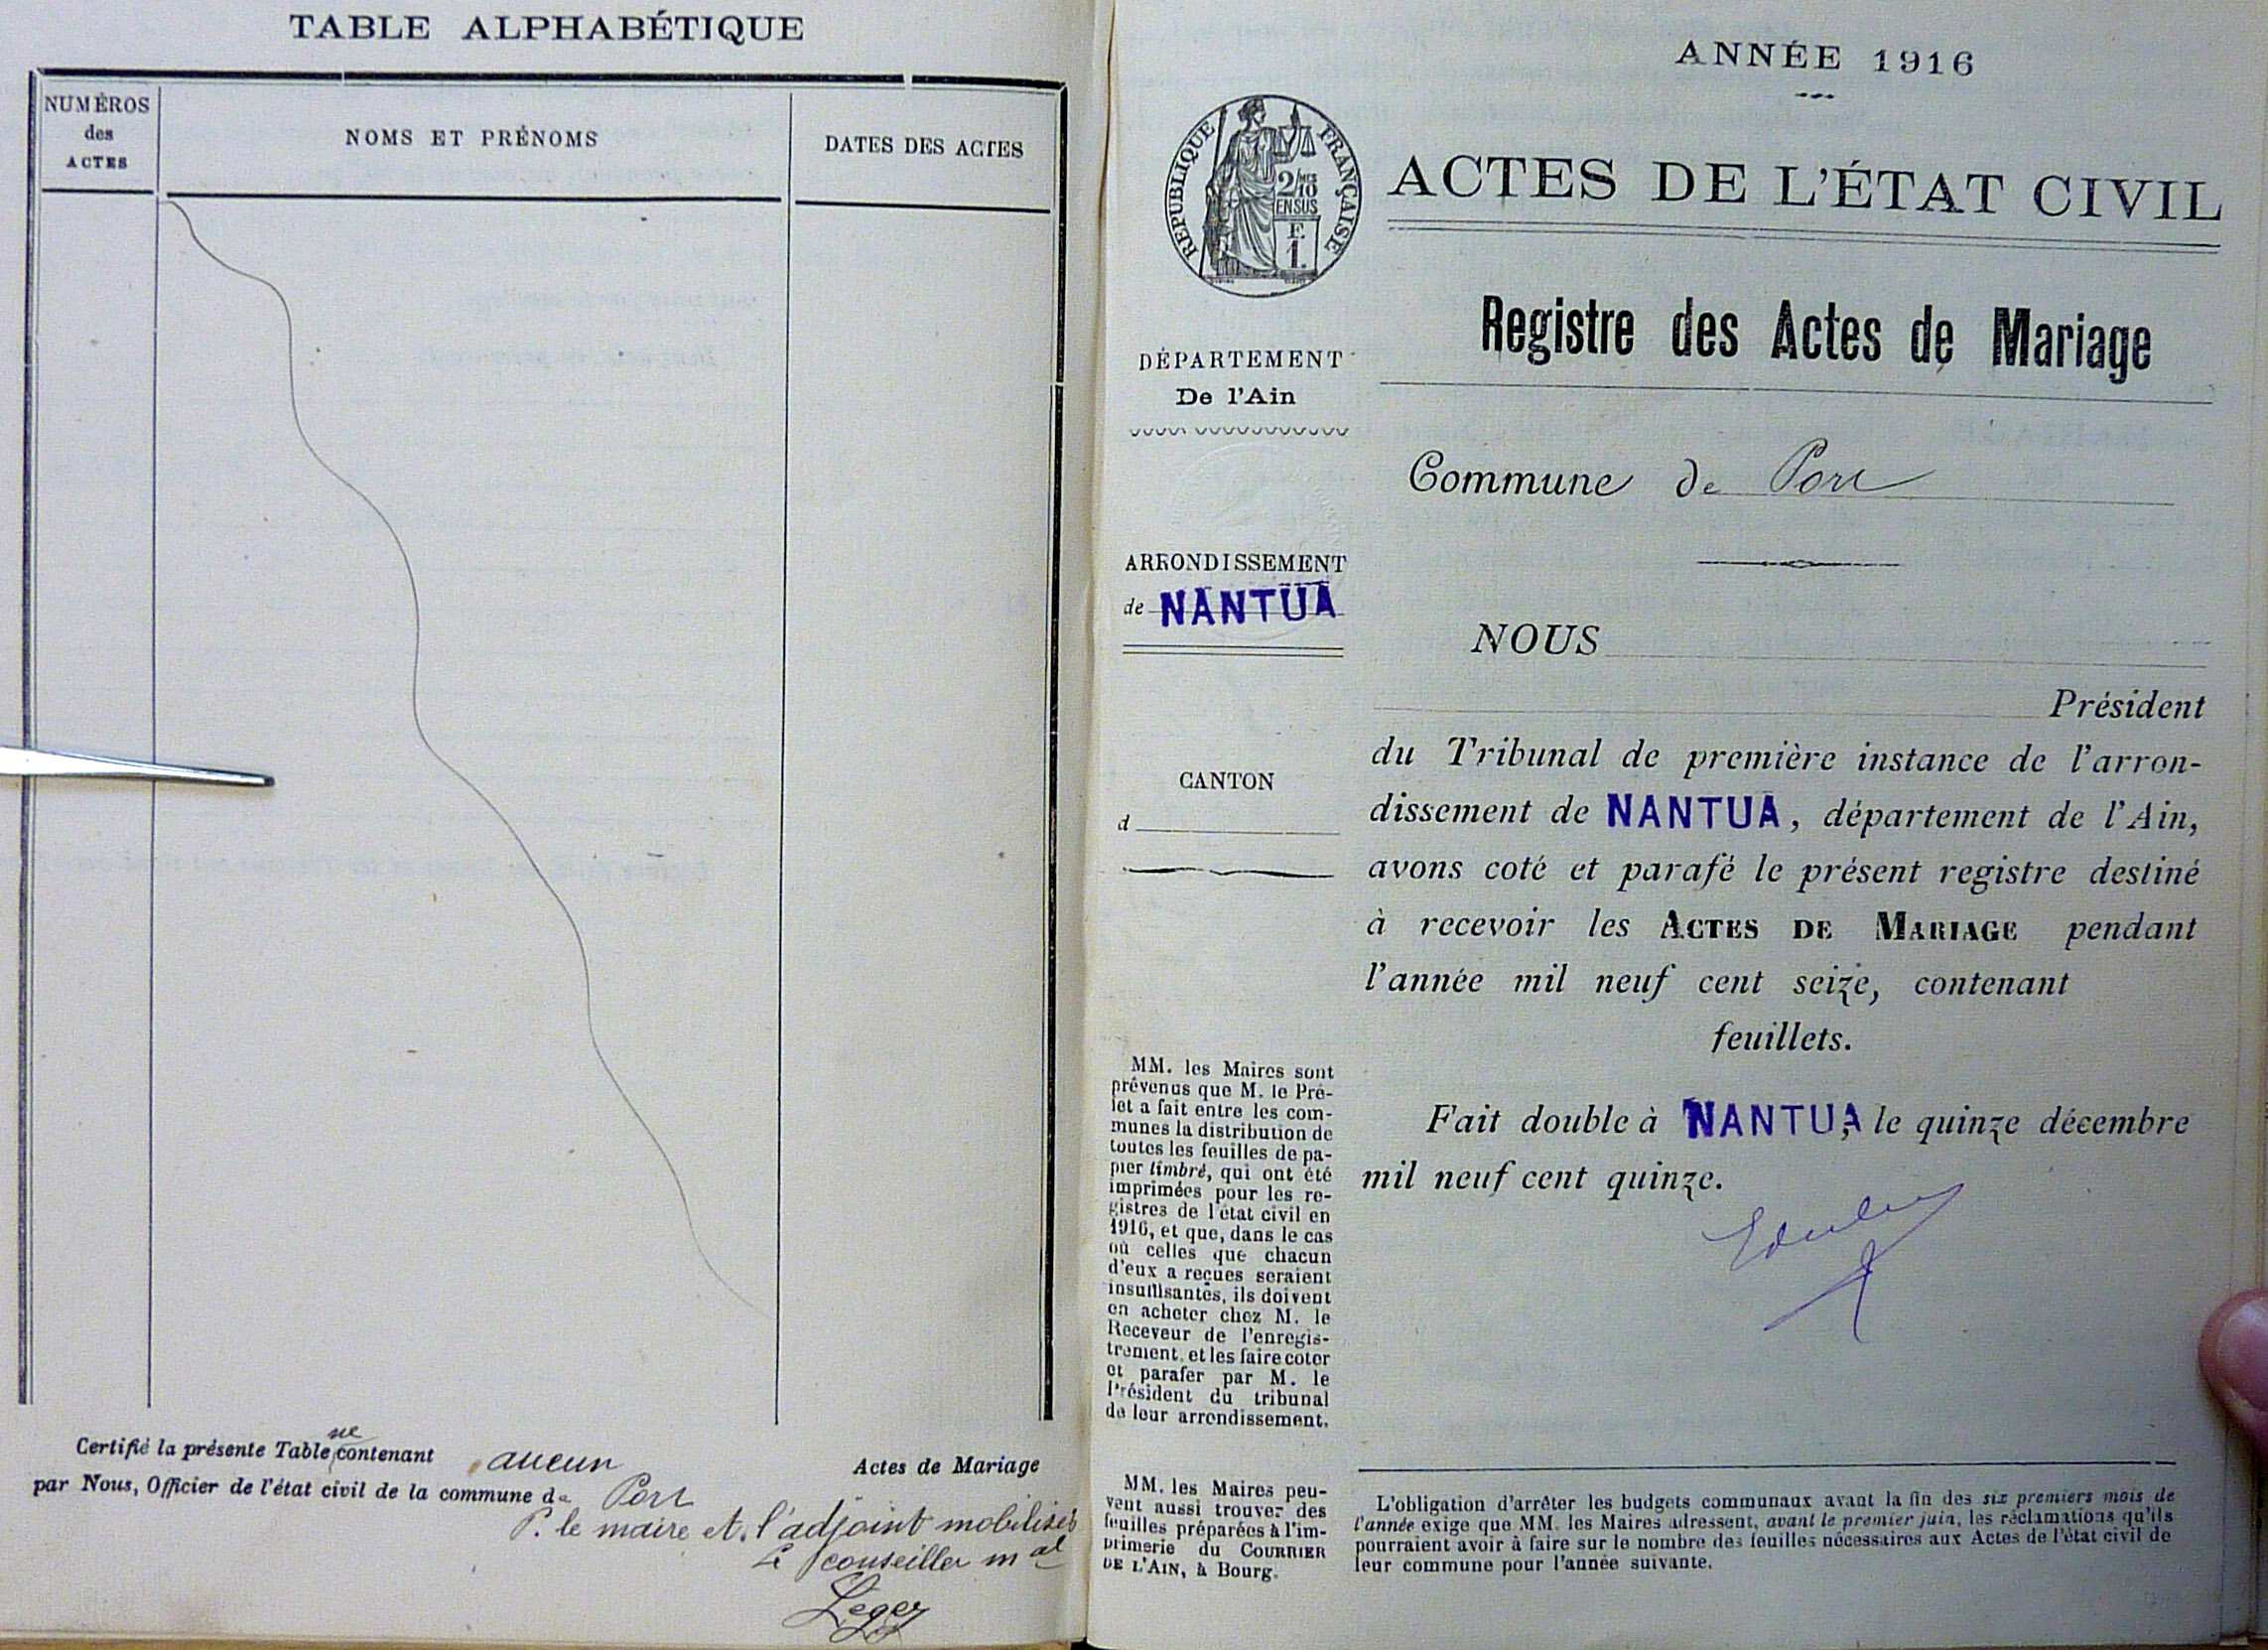 TABLE ALPHABÉTIQUE
NUMÉROS
des
ACTES
NOMS ET PRÉNOMS
DATES DES ACTES
Certifié la présente Table ne contenant aucun Actes de Mariage
par Nous, Officier de l'état civil de la commune de Port
P. le maire et l'adjoint mobilisés
Le conseiller mal
Leger
ANNÉE 1916
RÉPUBLIQUE FRANÇAISE
2/10
EN SUS
F.
1.
ACTES DE L'ÉTAT CIVIL
Registre des Actes de Mariage
DÉPARTEMENT
De l'Ain
Commune de Port
ARRONDISSEMENT
de NANTUA
CANTON
d
MM. les Maires sont
prévenus que M. le Pré-
fet a fait entre les com-
munes la distribution de
toutes les feuilles de pa-
pier timbré, qui ont été
imprimées pour les re-
gistres de l'état civil en
1916, et que, dans le cas
où celles que chacun
d'eux a reçues seraient
insuffisantes, ils doivent
en acheter chez M. le
Receveur de l'enregis-
trement, et les faire coter
et parafer par M. le
Président du tribunal
de leur arrondissement.
MM. les Maires peu-
vent aussi trouver des
feuilles préparées à l'im-
primerie du COURRIER
DE L'AIN, à Bourg.
NOUS
Président
du Tribunal de première instance de l'arron-
dissement de NANTUA, département de l'Ain,
avons coté et parafé le présent registre destiné
à recevoir les ACTES DE MARIAGE pendant
l'année mil neuf cent seize, contenant
feuillets.
Fait double à NANTUA, le quinze décembre
mil neuf cent quinze.
L'obligation d'arrêter les budgets communaux avant la fin des six premiers mois de
l'année exige que MM. les Maires adressent, avant le premier juin, les réclamations qu'ils
pourraient avoir à faire sur le nombre des feuilles nécessaires aux Actes de l'état civil de
leur commune pour l'année suivante.